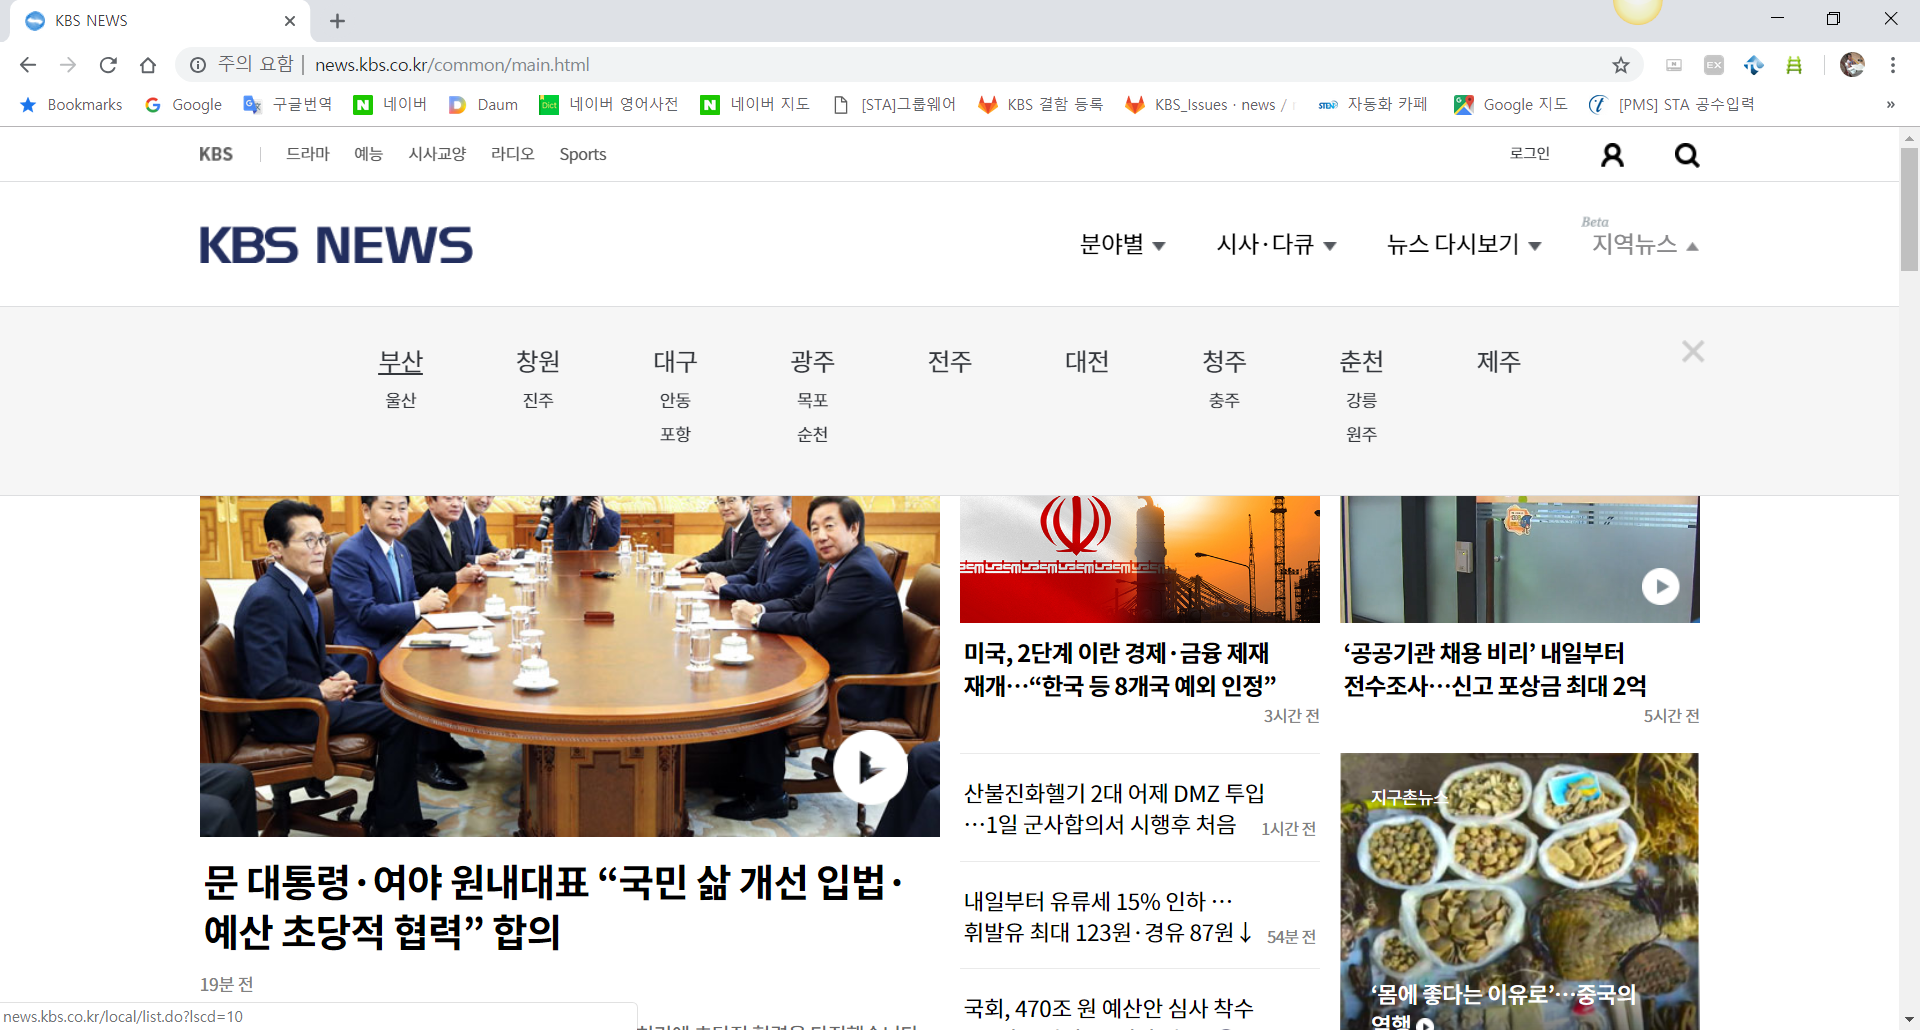 KBS NEWS
주의 요함 | news.kbs.co.kr/common/main.html
EX
Bookmarks Google 구글번역 네이버 Daum 네이버 영어사전 네이버 지도 [STA]그룹웨어 KBS 결함 등록 KBS_Issues · news / 자동화 카페 Google 지도 [PMS] STA 공수입력 »
KBS 드라마 예능 시사교양 라디오 Sports 로그인
Beta
KBS NEWS 분야별 시사·다큐 뉴스 다시보기 지역뉴스
부산 창원 대구 광주 전주 대전 청주 춘천 제주
울산 진주 안동 목포 충주 강릉
포항 순천 원주
문 대통령·여야 원내대표 “국민 삶 개선 입법·
예산 초당적 협력” 합의
19분 전
미국, 2단계 이란 경제·금융 제재
재개…“한국 등 8개국 예외 인정”
3시간 전
‘공공기관 채용 비리’ 내일부터
전수조사…신고 포상금 최대 2억
5시간 전
산불진화헬기 2대 어제 DMZ 투입
…1일 군사합의서 시행후 처음 1시간 전
내일부터 유류세 15% 인하 …
휘발유 최대 123원·경유 87원↓ 54분 전
국회, 470조 원 예산안 심사 착수
지구촌뉴스
‘몸에 좋다는 이유로’…중국의
역행
news.kbs.co.kr/local/list.do?lscd=10